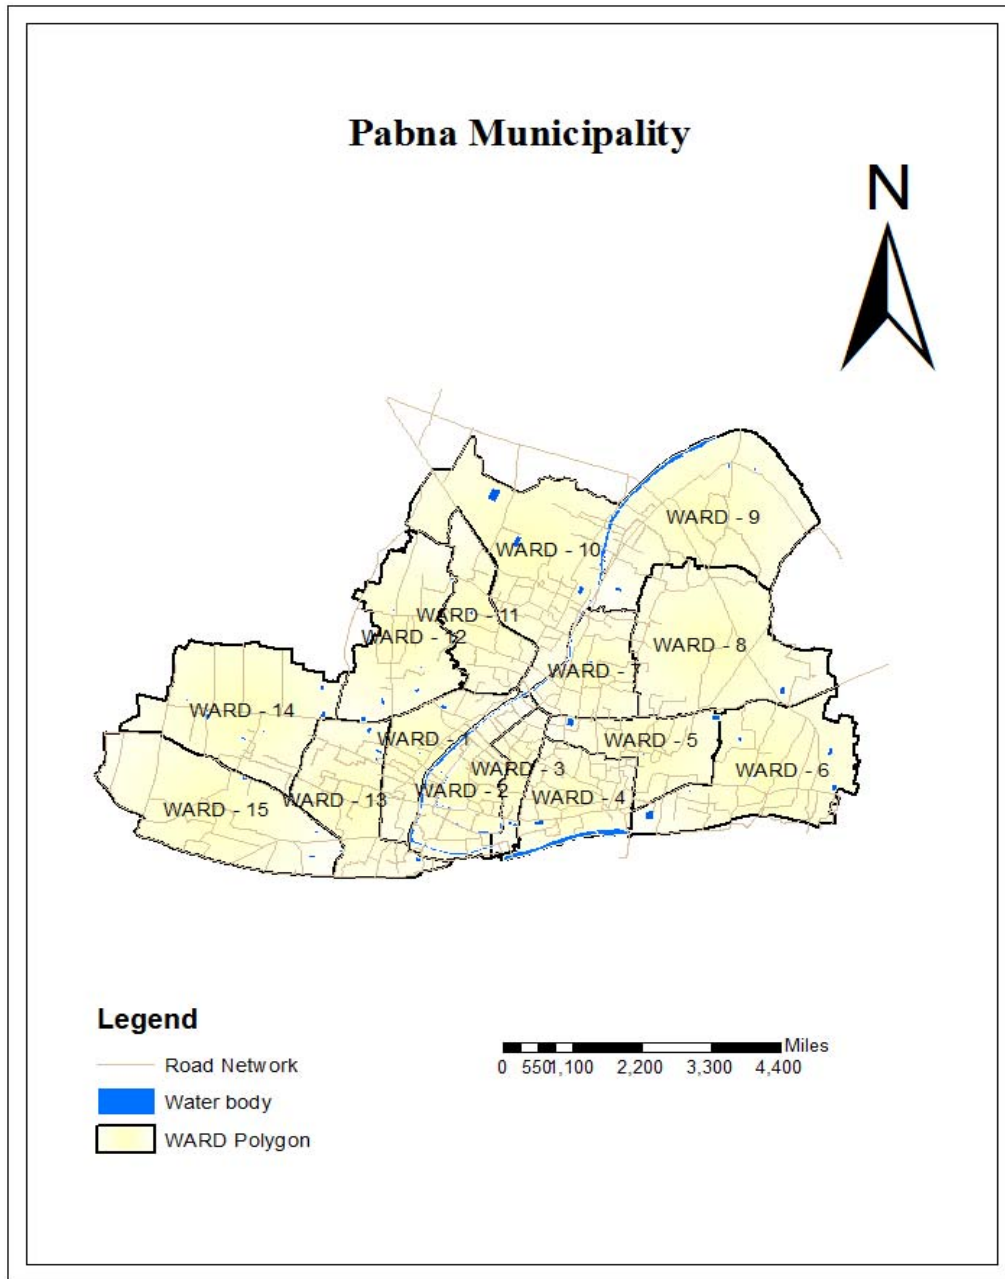 Pabna Municipality
N
WARD - 9
WARD - 10
WARD - 11
WARD - 12
WARD - 8
WARD - 7
WARD - 14
WARD - 1
WARD - 5
WARD - 3
WARD - 6
WARD - 2
WARD - 4
WARD - 13
WARD - 15
Legend
Road Network
Water body
WARD Polygon
Miles
0 550 1,100 2,200 3,300 4,400